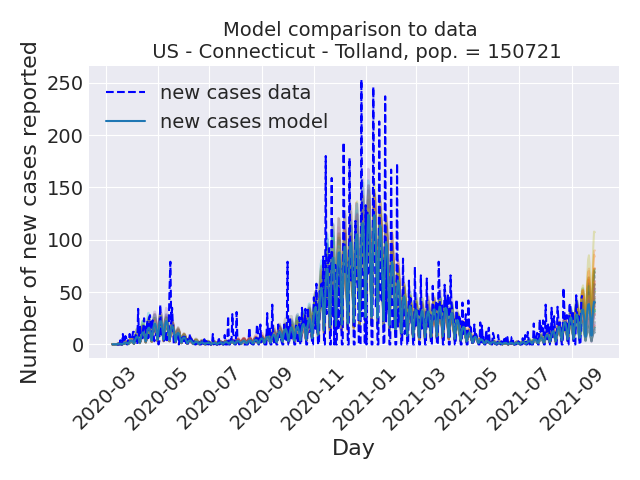 Model comparison to data
US - Connecticut - Tolland, pop. = 150721
Number of new cases reported
250
200
150
100
50
0
new cases data
new cases model
2020-03
2020-05
2020-07
2020-09
2020-11
2021-01
2021-03
2021-05
2021-07
2021-09
Day